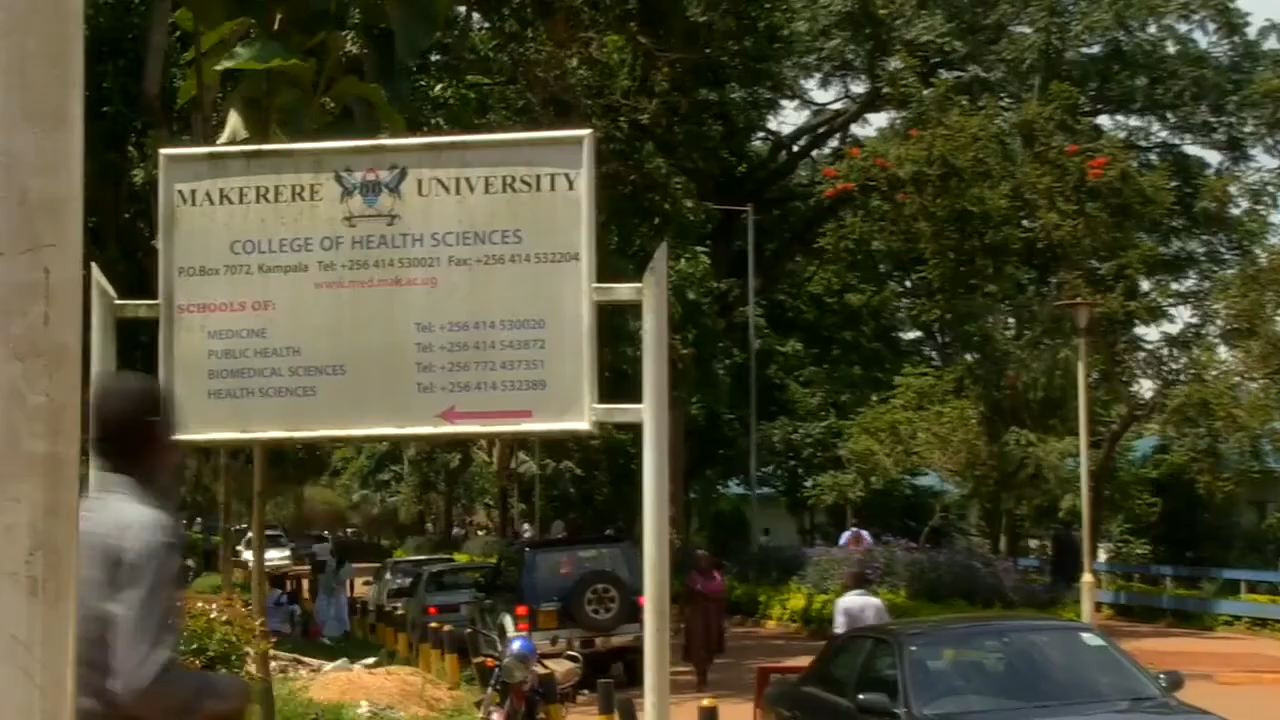 MAKERERE UNIVERSITY
COLLEGE OF HEALTH SCIENCES
P.O.Box 7072, Kampala Tel: +256 414 530021 Fax: +256 414 532204
www.med.mak.ac.ug
SCHOOLS OF:
MEDICINE Tel: +256 414 530020
PUBLIC HEALTH Tel: +256 414 543872
BIOMEDICAL SCIENCES Tel: +256 772 437351
HEALTH SCIENCES Tel: +256 414 532389